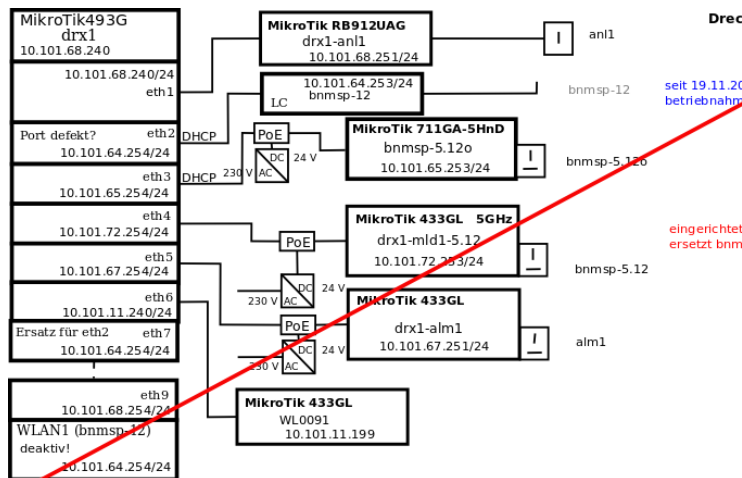 MikroTik493G
drx1
10.101.68.240
10.101.68.240/24
eth1
Port defekt?
eth2
10.101.64.254/24
eth3
10.101.65.254/24
eth4
10.101.72.254/24
eth5
10.101.67.254/24
eth6
10.101.11.240/24
Ersatz für eth2
eth7
10.101.64.254/24
eth9
10.101.68.254/24
WLAN1 (bnmsp-12)
deaktiv!
10.101.64.254/24
DHCP
DHCP
MikroTik RB912UAG
drx1-anl1
10.101.68.251/24
I
anl1
10.101.64.253/24
bnmsp-12
LC
bnmsp-12
PoE
230 V
DC
AC
24 V
MikroTik 711GA-5HnD
bnmsp-5.12o
10.101.65.253/24
I
bnmsp-5.12o
PoE
230 V
DC
AC
24 V
MikroTik 433GL 5GHz
drx1-mld1-5.12
10.101.72.253/24
I
bnmsp-5.12
PoE
230 V
DC
AC
24 V
MikroTik 433GL
drx1-alm1
10.101.67.251/24
I
alm1
MikroTik 433GL
WL0091
10.101.11.199
Drec
seit 19.11.20
betriebnahm
eingerichtet
ersetzt bnm